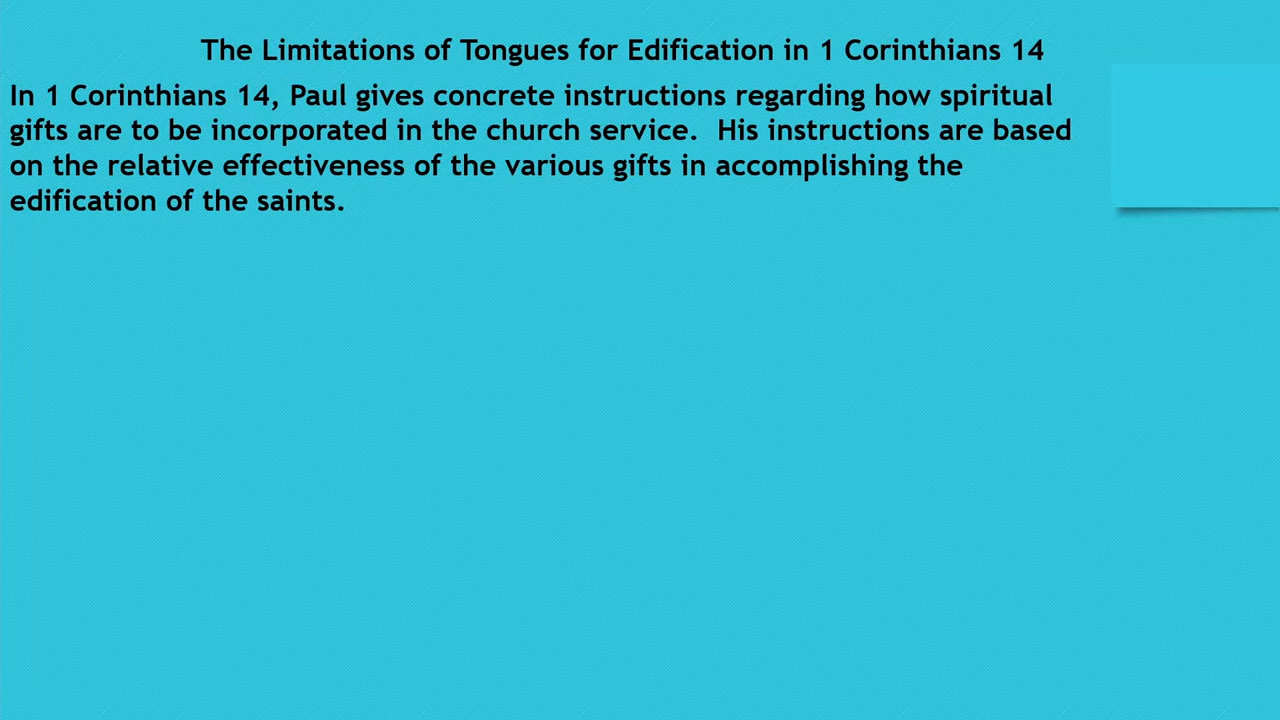 The Limitations of Tongues for Edification in 1 Corinthians 14
In 1 Corinthians 14, Paul gives concrete instructions regarding how spiritual
gifts are to be incorporated in the church service.  His instructions are based
on the relative effectiveness of the various gifts in accomplishing the
edification of the saints.